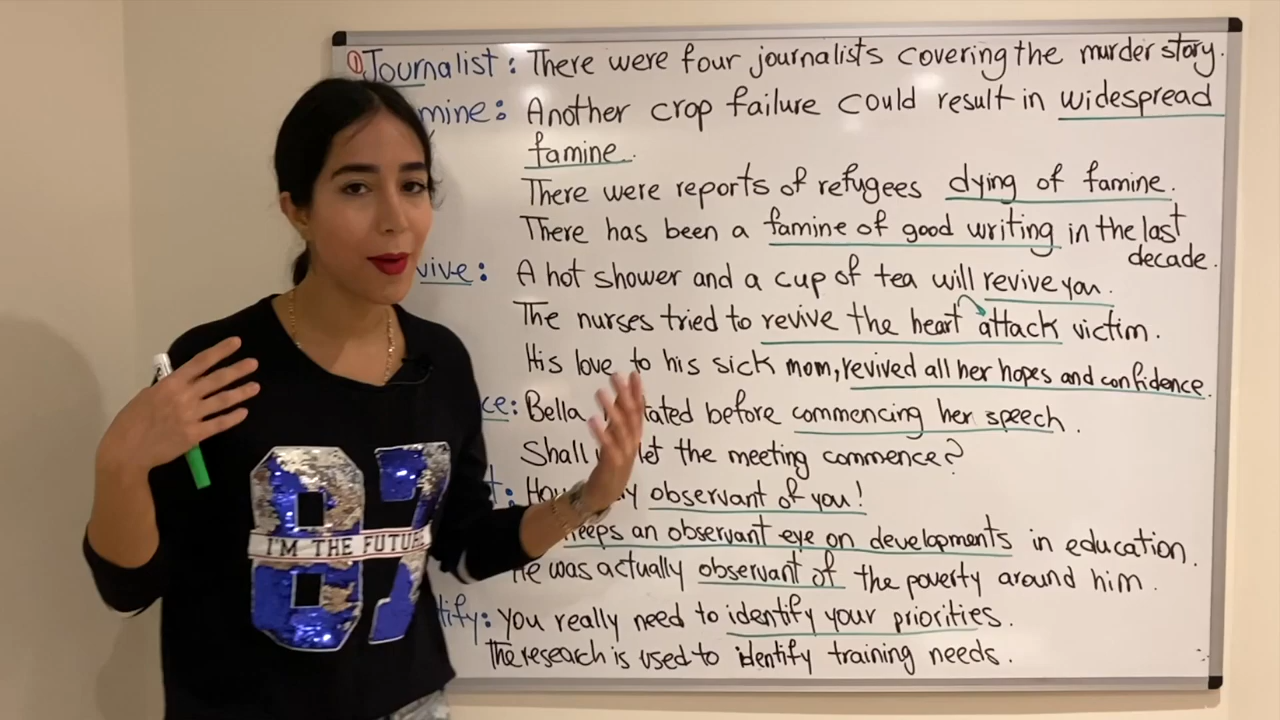 ① Journalist: There were four journalists covering the murder story.
mine: Another crop failure could result in widespread
famine.
There were reports of refugees dying of famine.
There has been a famine of good writing in the last
decade.
vive: A hot shower and a cup of tea will revive you.
The nurses tried to revive the heart attack victim.
His love to his sick mom, revived all her hopes and confidence.
ce: Bella tated before commencing her speech.
Shall let the meeting commence?
t: How y observant of you!
keeps an observant eye on developments in education.
He was actually observant of the poverty around him.
tify: you really need to identify your priorities.
The research is used to identify training needs.
87
I'M THE FUTURE